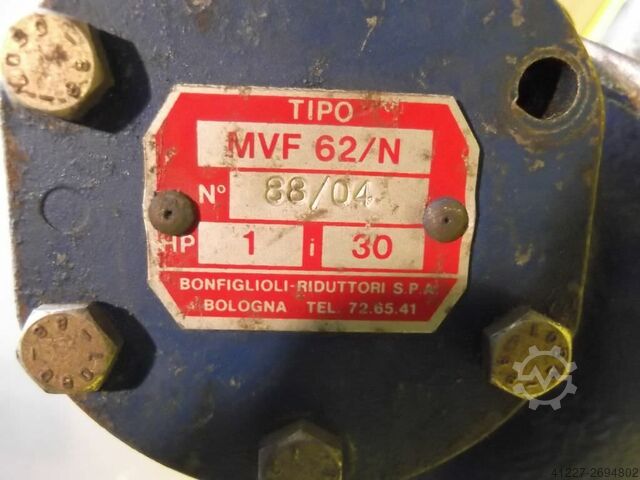 TIPO
MVF 62/N
N° 88/04
HP 1 i 30
BONFIGLIOLI-RIDUTTORI S.P.A.
BOLOGNA TEL. 72.65.41
41227-2694802